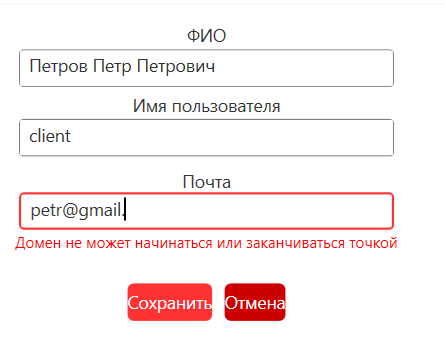 ФИО
Петров Петр Петрович
Имя пользователя
client
Почта
petr@gmail.
Домен не может начинаться или заканчиваться точкой
Сохранить Отмена